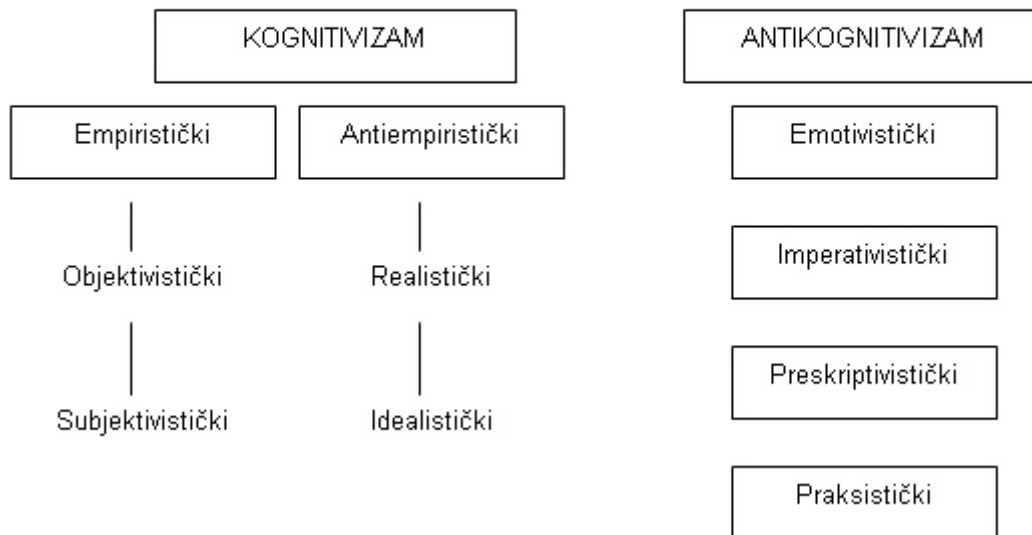 KOGNITIVIZAM
ANTIKOGNITIVIZAM
Empiristički
Antiempiristički
Emotivistički
Objektivistički
Realistički
Imperativistički
Subjektivistički
Idealistički
Preskriptivistički
Praksistički